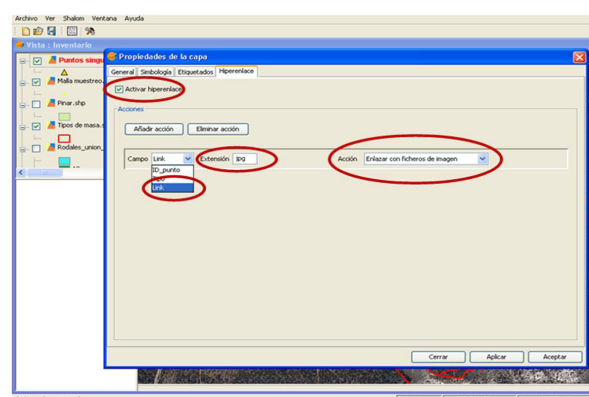 Archivo Ver Shalom Ventana Ayuda
Vista : Inventario
Puntos singu
Malla muestreo.
Pinar.shp
Tipos de masa.s
Rodales_union_
Propiedades de la capa
General Simbología Etiquetados Hiperenlace
Activar hiperenlace
Acciones
Añadir acción Eliminar acción
Campo Link Extensión jpg Acción Enlazar con ficheros de imagen
ID_punto
Link
Cerrar Aplicar Aceptar